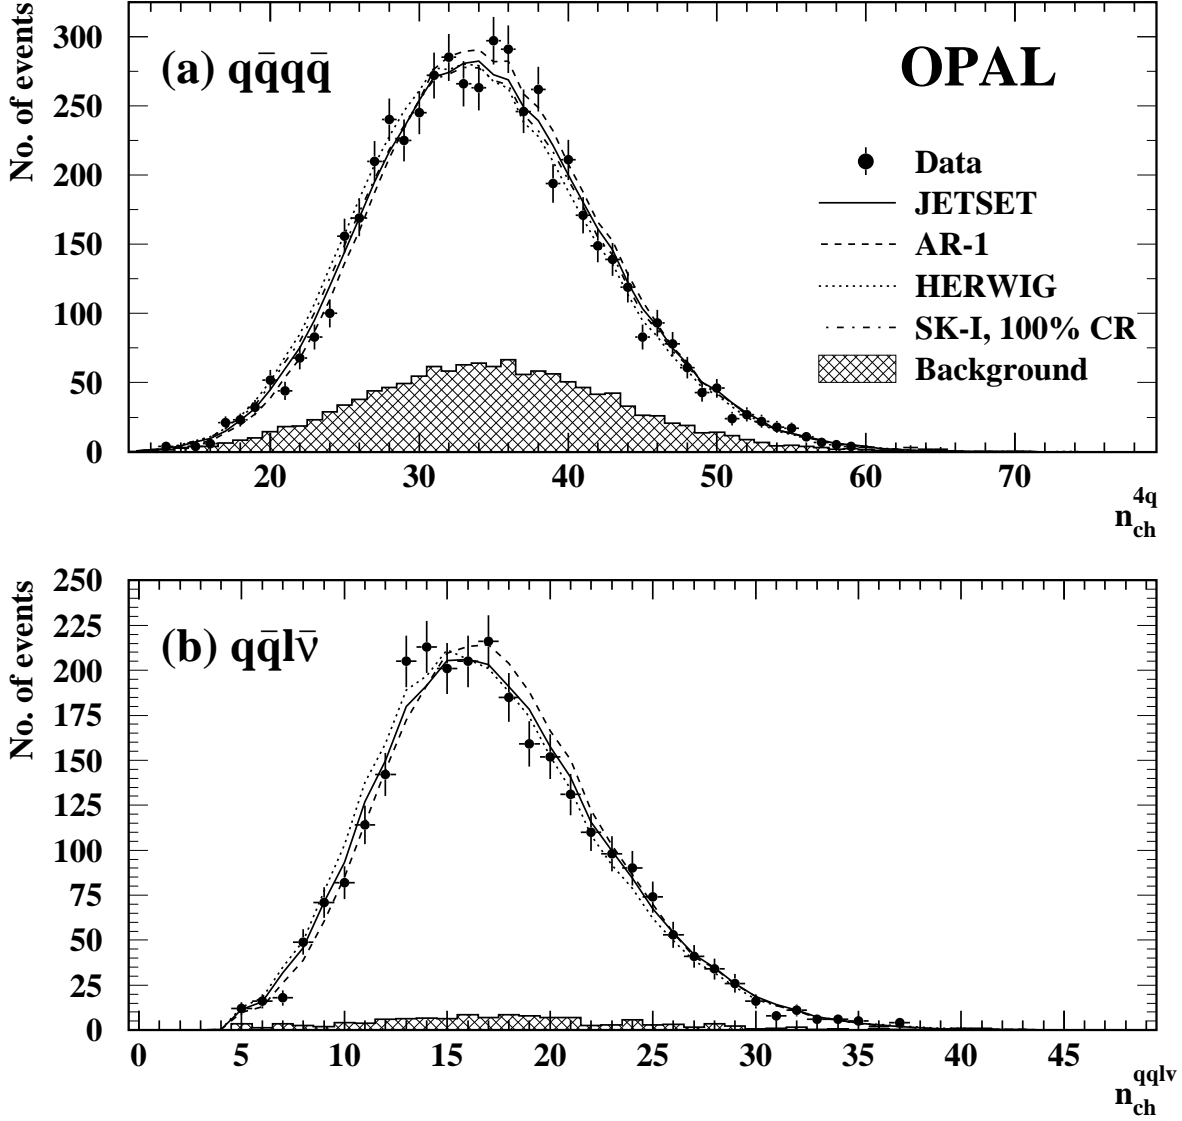 No. of events
300
250
200
150
100
50
0
(a) qq̄qq̄
OPAL
Data
JETSET
AR-1
HERWIG
SK-I, 100% CR
Background
20 30 40 50 60 70
n_ch^4q
No. of events
250
225
200
175
150
125
100
75
50
25
0
(b) qq̄lν̄
0 5 10 15 20 25 30 35 40 45
n_ch^qqlν